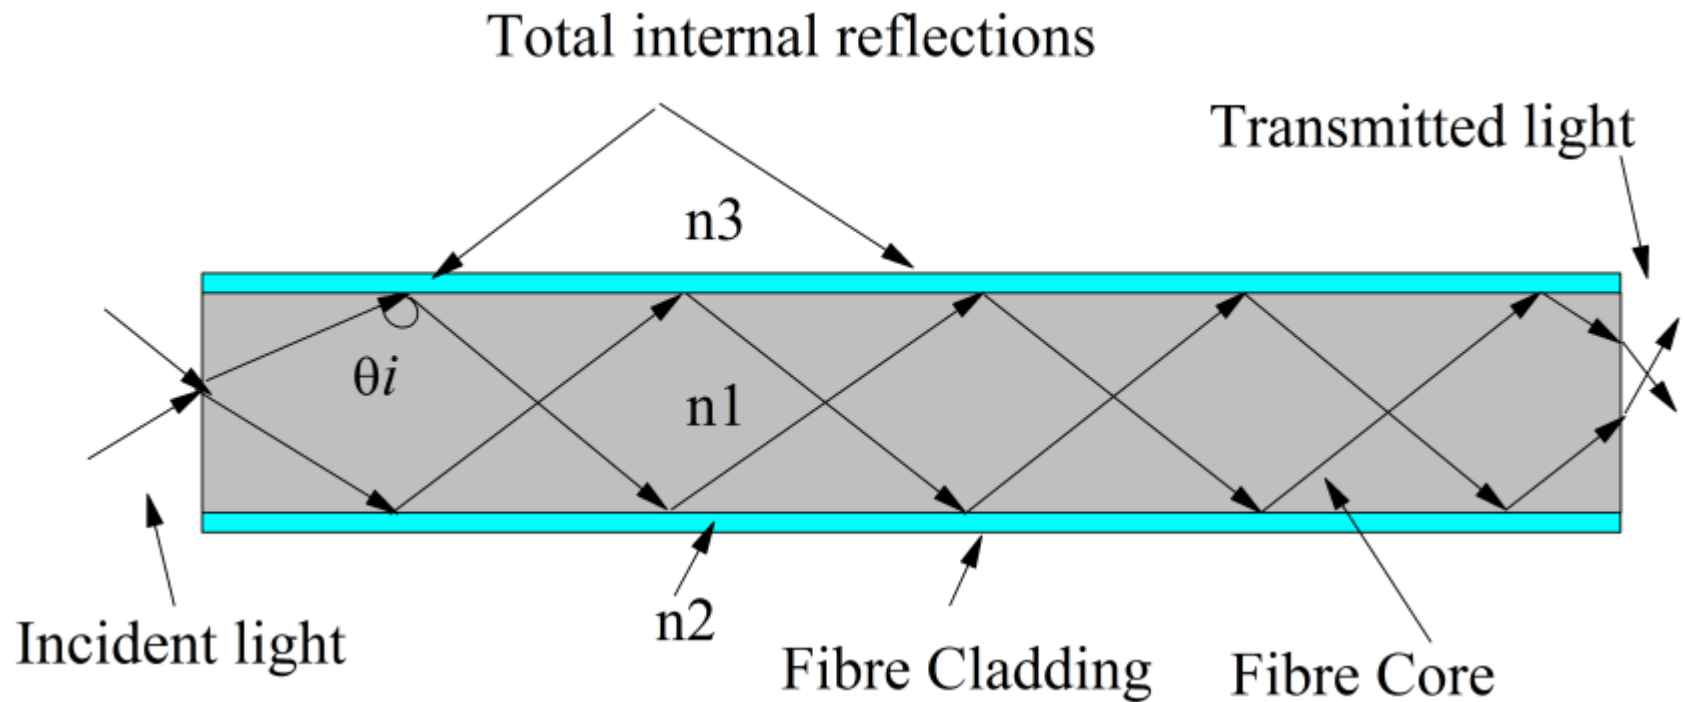 Total internal reflections
Transmitted light
n3
θi
n1
n2
Incident light
Fibre Cladding
Fibre Core